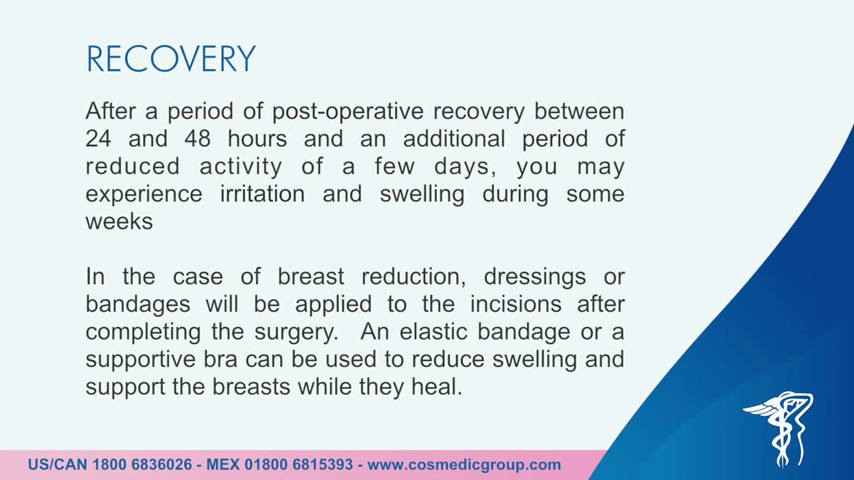 RECOVERY
After a period of post-operative recovery between
24 and 48 hours and an additional period of
reduced activity of a few days, you may
experience irritation and swelling during some
weeks
In the case of breast reduction, dressings or
bandages will be applied to the incisions after
completing the surgery. An elastic bandage or a
supportive bra can be used to reduce swelling and
support the breasts while they heal.
US/CAN 1800 6836026 - MEX 01800 6815393 - www.cosmedicgroup.com